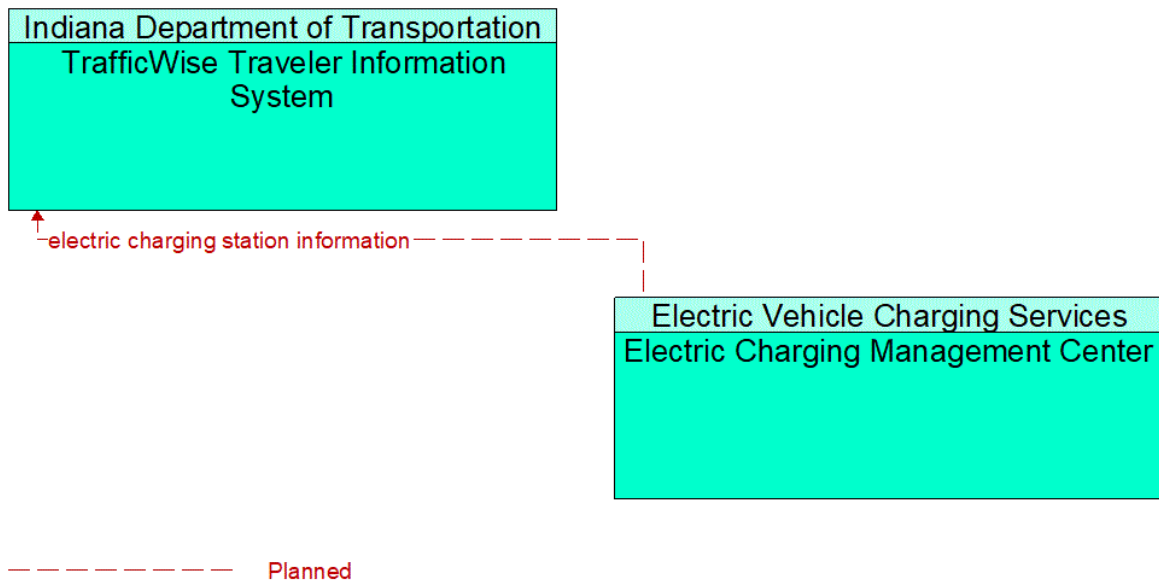 Indiana Department of Transportation
TrafficWise Traveler Information
System
electric charging station information
Electric Vehicle Charging Services
Electric Charging Management Center
Planned